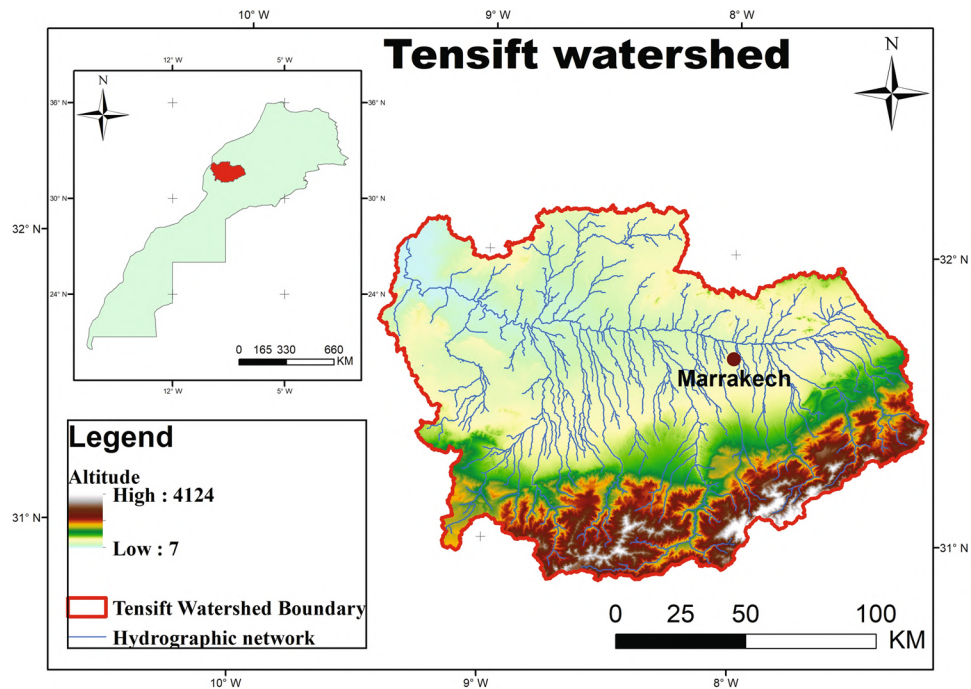 10° W 9° W 8° W
Tensift watershed
N
12° W 5° W
N
36° N 36° N
30° N 30° N
24° N 24° N
0 165 330 660
KM
12° W 5° W
32° N
32° N
Marrakech
Legend
Altitude
High : 4124
Low : 7
31° N
31° N
Tensift Watershed Boundary
Hydrographic network
0 25 50 100
KM
10° W 9° W 8° W